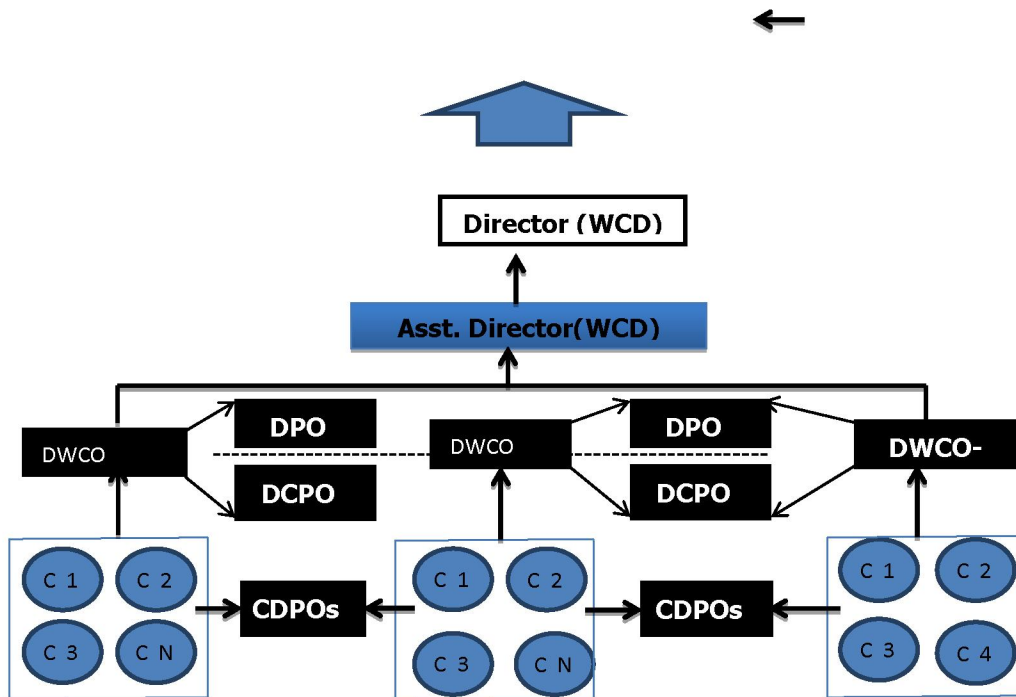 Director (WCD)
Asst. Director(WCD)
DPO
DPO
DWCO
DWCO
DWCO-
DCPO
DCPO
C 1
C 2
C 1
C 2
C 1
C 2
CDPOs
CDPOs
C 3
C N
C 3
C N
C 3
C 4